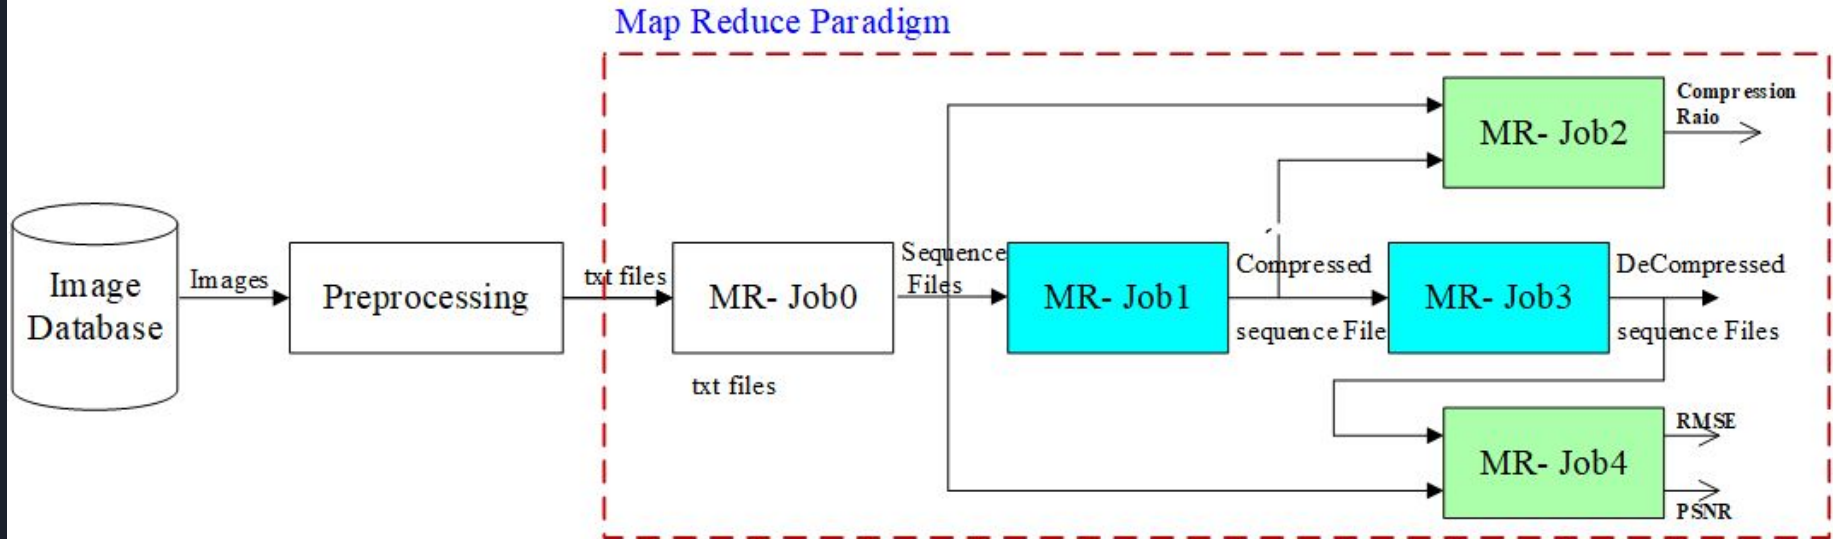 Map Reduce Paradigm
Image
Database
Images
Preprocessing
txt files
MR- Job0
txt files
Sequence
Files
MR- Job1
Compressed
sequence File
MR- Job3
DeCompressed
sequence Files
MR- Job2
Compression
Raio
MR- Job4
RMSE
PSNR